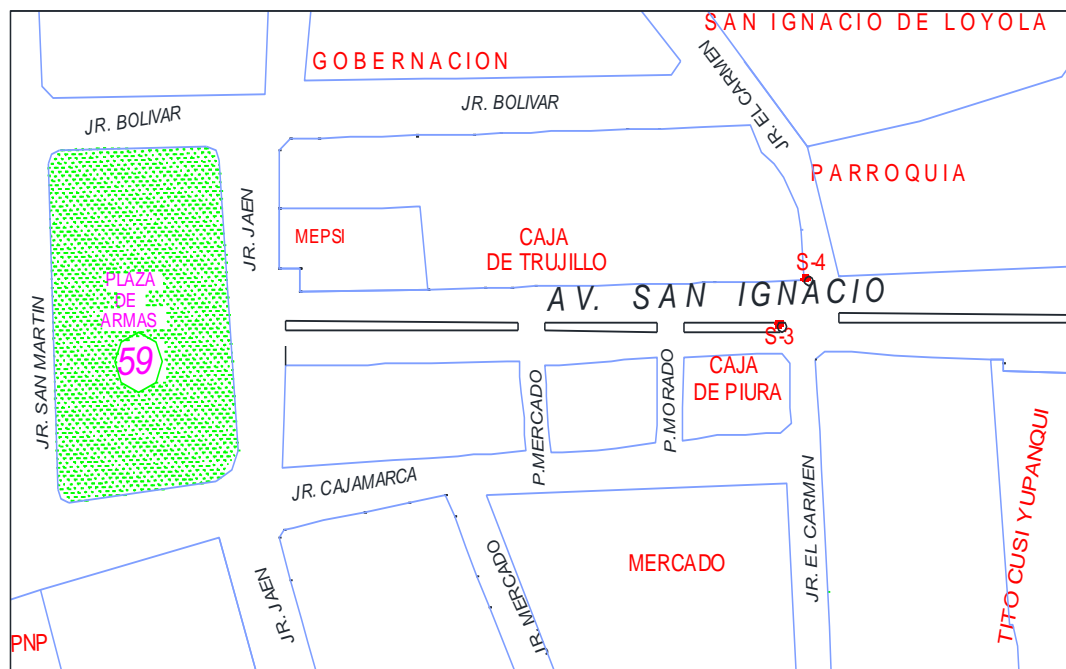 SAN IGNACIO DE LOYOLA
GOBERNACION
JR. EL CARMEN
JR. BOLIVAR
JR. BOLIVAR
PARROQUIA
JR. JAEN
MEPSI
CAJA
DE TRUJILLO
S-4
PLAZA
DE
ARMAS
59
JR. SAN MARTIN
AV. SAN IGNACIO
S-3
CAJA
DE PIURA
P.MERCADO
P.MORADO
JR. CAJAMARCA
TITO CUSI YUPANQUI
MERCADO
JR. EL CARMEN
JR. MERCADO
JR. JAEN
PNP